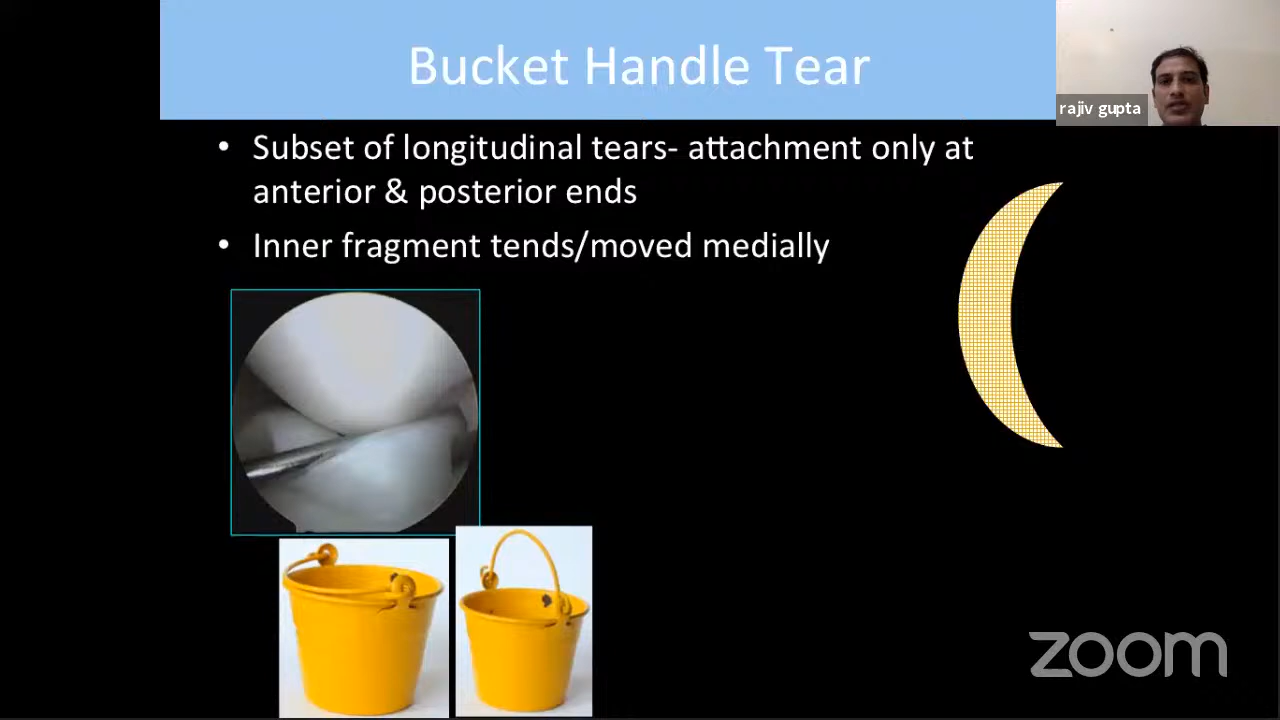 Bucket Handle Tear
rajiv gupta
• Subset of longitudinal tears- attachment only at
anterior & posterior ends
• Inner fragment tends/moved medially
zoom